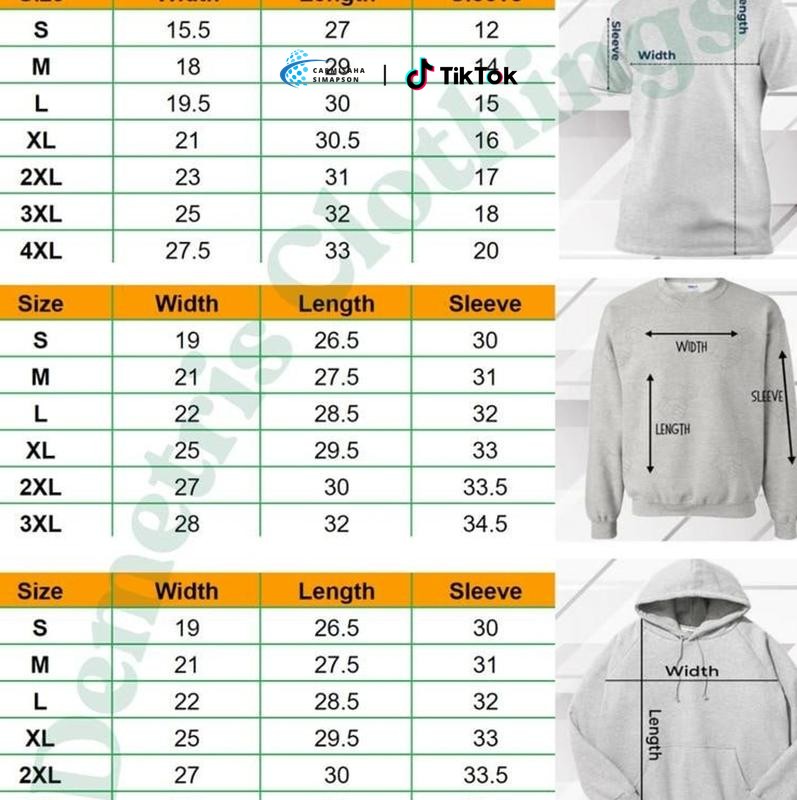 Size Width Length Sleeve
S 15.5 27 12
M 18 29 14
CARMITAHA
SIMAPSON
TikTok
L 19.5 30 15
XL 21 30.5 16
2XL 23 31 17
3XL 25 32 18
4XL 27.5 33 20
Sleeve
Width
ength
Size Width Length Sleeve
S 19 26.5 30
M 21 27.5 31
L 22 28.5 32
XL 25 29.5 33
2XL 27 30 33.5
3XL 28 32 34.5
WIDTH
SLEEVE
LENGTH
Size Width Length Sleeve
S 19 26.5 30
M 21 27.5 31
L 22 28.5 32
XL 25 29.5 33
2XL 27 30 33.5
Width
Length
Demetris Clothings